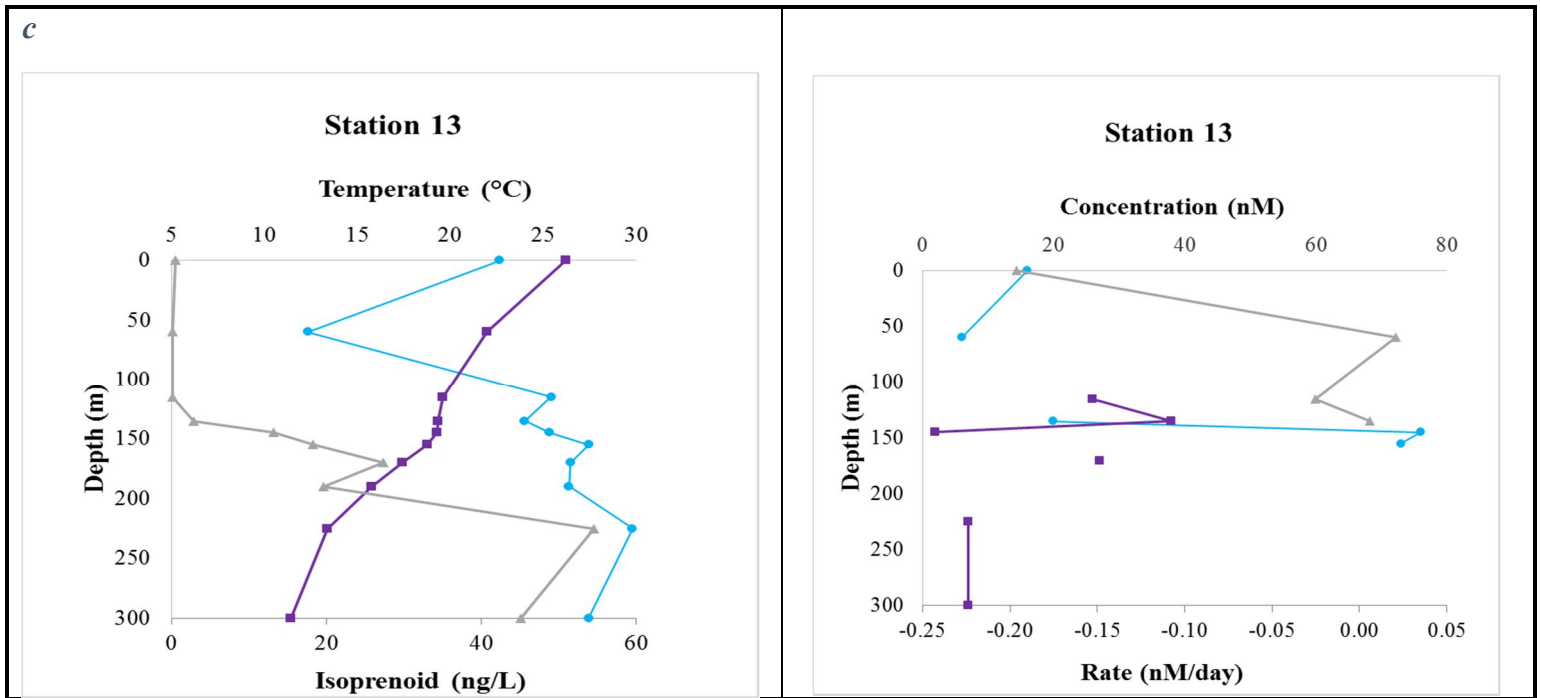 c
Station 13
Temperature (°C)
5 10 15 20 25 30
0
50
100
150
200
250
300
Depth (m)
0 20 40 60
Isoprenoid (ng/L)
Station 13
Concentration (nM)
0 20 40 60 80
0
50
100
150
200
250
300
Depth (m)
-0.25 -0.20 -0.15 -0.10 -0.05 0.00 0.05
Rate (nM/day)